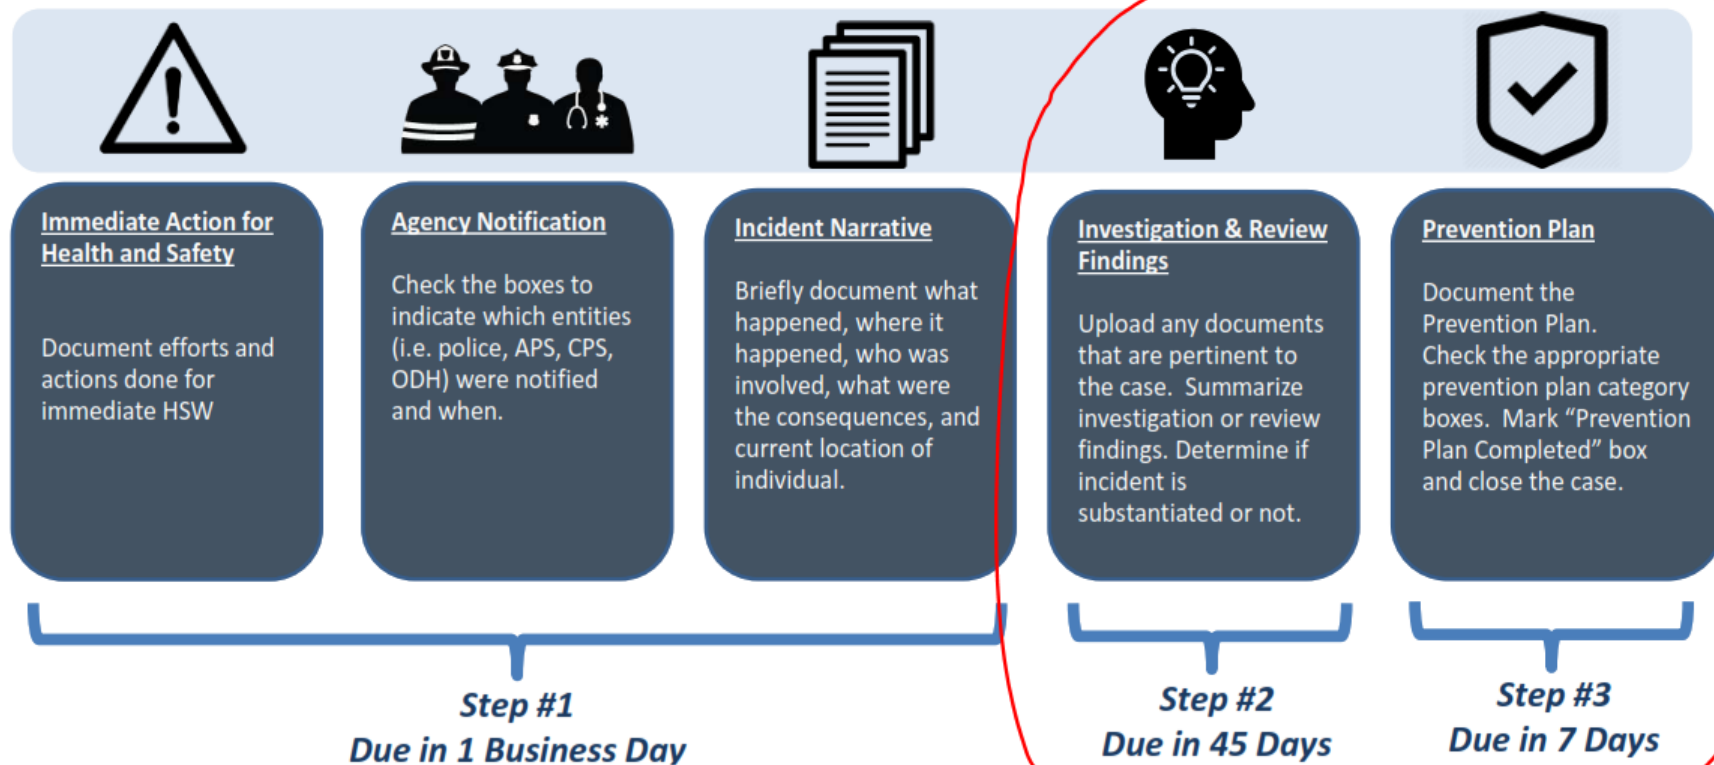 Immediate Action for
Health and Safety
Document efforts and
actions done for
immediate HSW
Agency Notification
Check the boxes to
indicate which entities
(i.e. police, APS, CPS,
ODH) were notified
and when.
Incident Narrative
Briefly document what
happened, where it
happened, who was
involved, what were
the consequences, and
current location of
individual.
Investigation & Review
Findings
Upload any documents
that are pertinent to
the case.  Summarize
investigation or review
findings. Determine if
incident is
substantiated or not.
Prevention Plan
Document the
Prevention Plan.
Check the appropriate
prevention plan category
boxes.  Mark “Prevention
Plan Completed” box
and close the case.
Step #1
Due in 1 Business Day
Step #2
Due in 45 Days
Step #3
Due in 7 Days